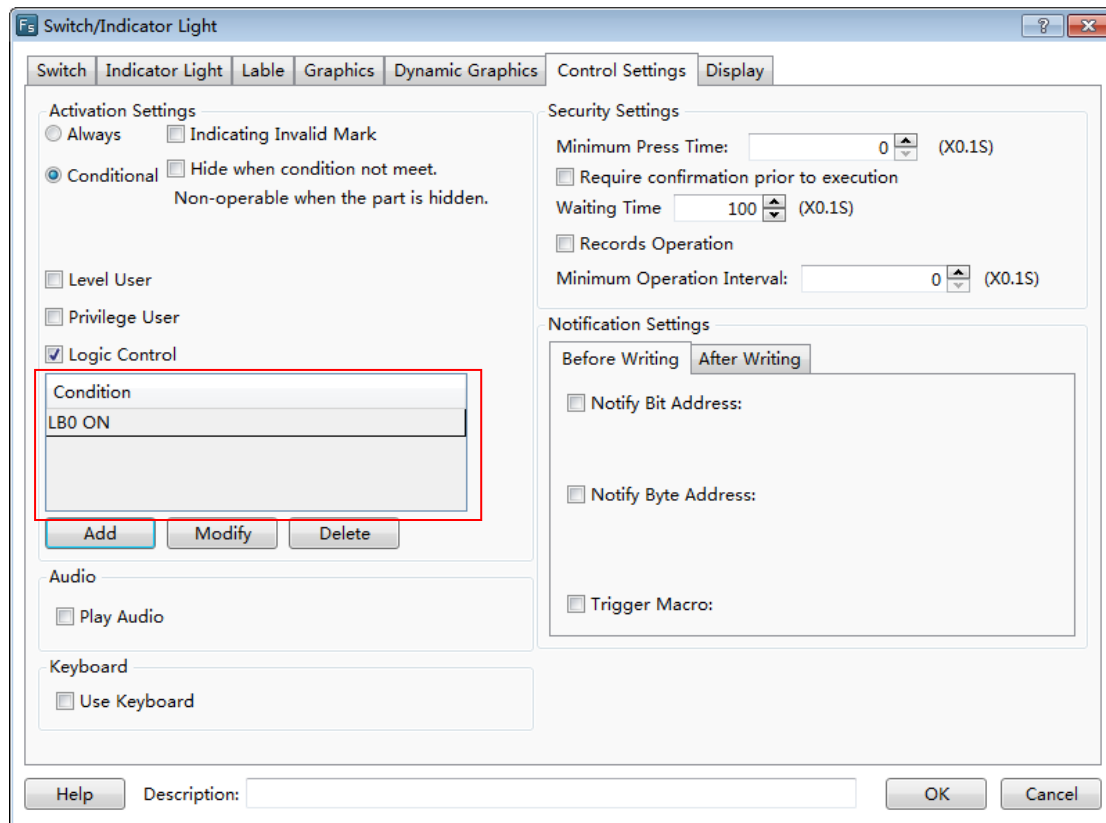 Fs Switch/Indicator Light
Switch Indicator Light Lable Graphics Dynamic Graphics Control Settings Display
Activation Settings
Always Indicating Invalid Mark
Conditional Hide when condition not meet.
Non-operable when the part is hidden.
Level User
Privilege User
Logic Control
Condition
LB0 ON
Add Modify Delete
Audio
Play Audio
Keyboard
Use Keyboard
Security Settings
Minimum Press Time: 0 (X0.1S)
Require confirmation prior to execution
Waiting Time 100 (X0.1S)
Records Operation
Minimum Operation Interval: 0 (X0.1S)
Notification Settings
Before Writing After Writing
Notify Bit Address:
Notify Byte Address:
Trigger Macro:
Help Description: OK Cancel